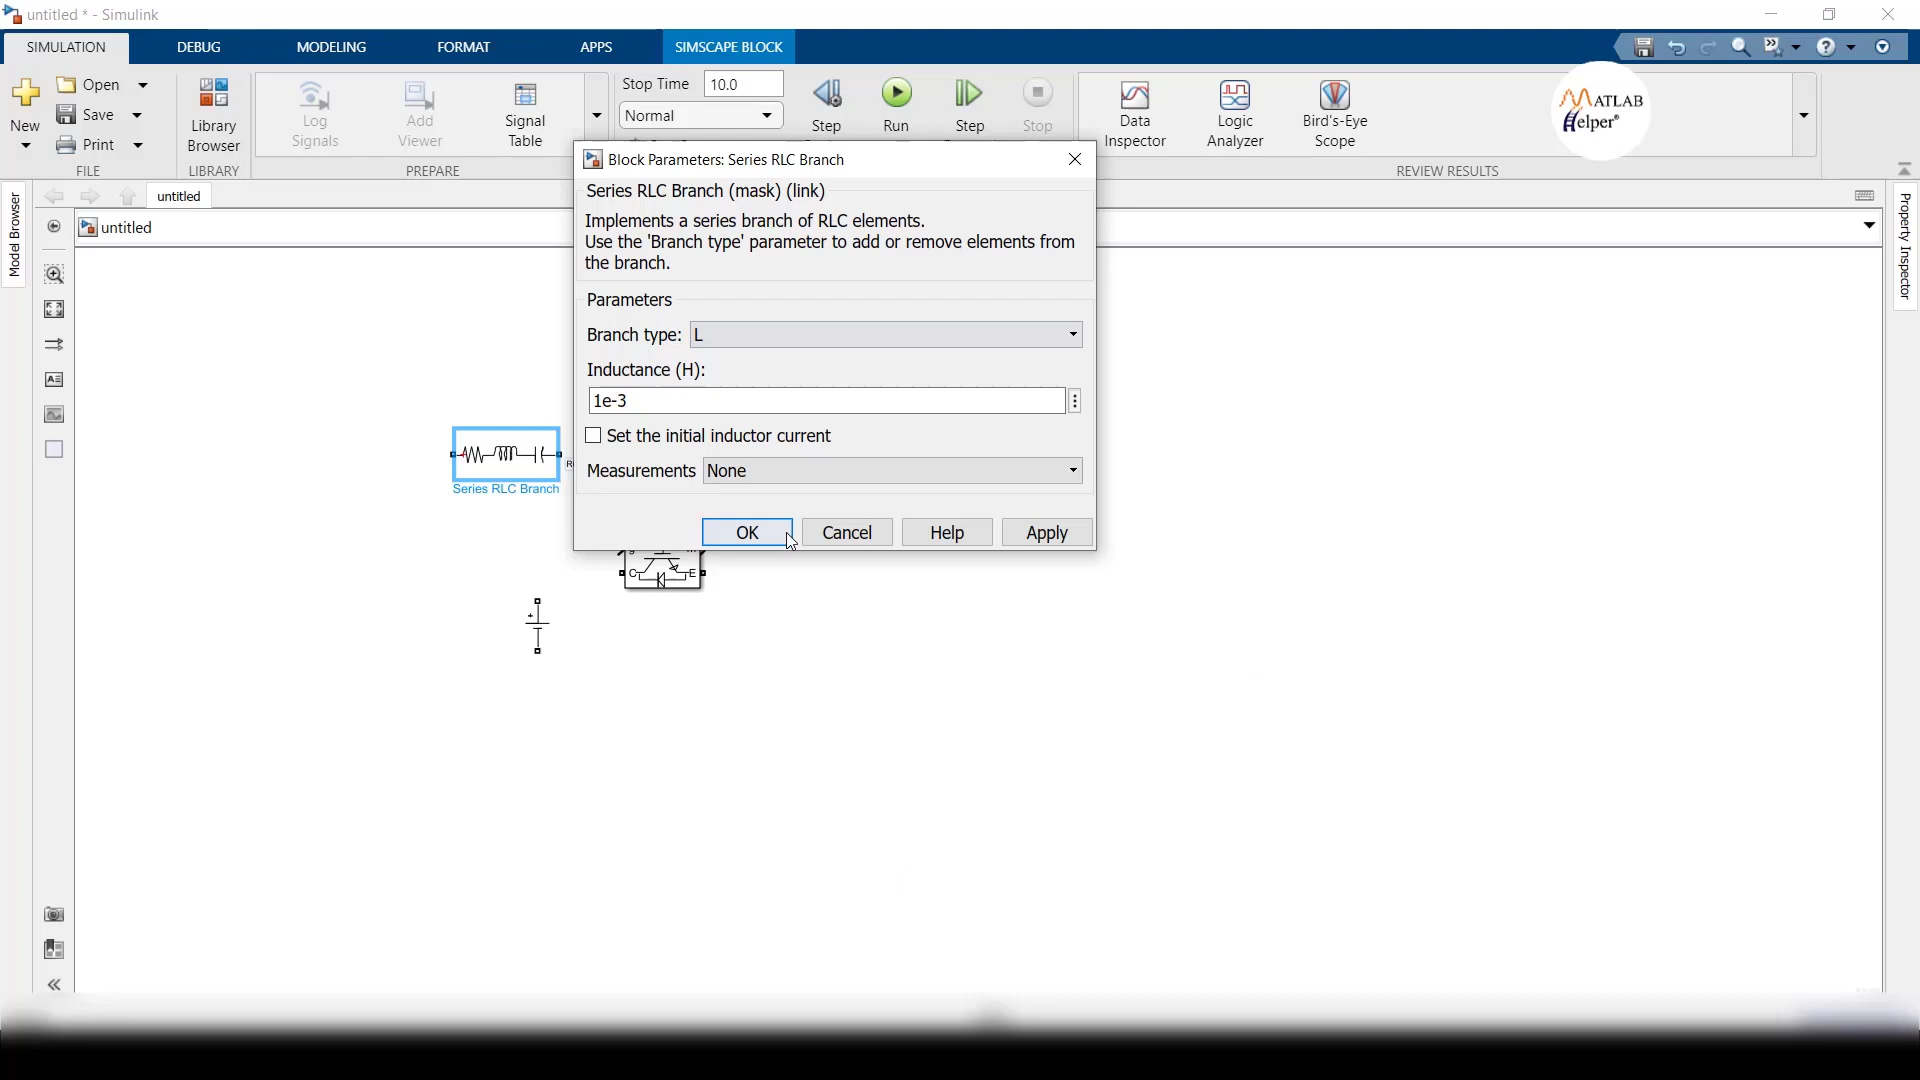 untitled * - Simulink
SIMULATION
DEBUG
MODELING
FORMAT
APPS
SIMSCAPE BLOCK
New
Open
Save
Print
FILE
Library
Browser
LIBRARY
Log
Signals
Add
Viewer
Signal
Table
PREPARE
Stop Time
10.0
Normal
Step
Run
Step
Stop
Data
Inspector
Logic
Analyzer
Bird's-Eye
Scope
REVIEW RESULTS
MATLAB
Helper®
Model Browser
Property Inspector
untitled
untitled
Block Parameters: Series RLC Branch
Series RLC Branch (mask) (link)
Implements a series branch of RLC elements.
Use the 'Branch type' parameter to add or remove elements from
the branch.
Parameters
Branch type: L
Inductance (H):
1e-3
Set the initial inductor current
Measurements None
OK
Cancel
Help
Apply
Series RLC Branch
C
E
+